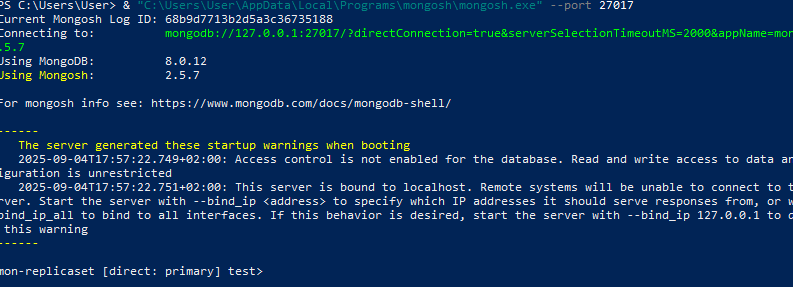 PS C:\Users\User> & "C:\Users\User\AppData\Local\Programs\mongosh\mongosh.exe" --port 27017
Current Mongosh Log ID: 68b9d7713b2d5a3c36735188
Connecting to:          mongodb://127.0.0.1:27017/?directConnection=true&serverSelectionTimeoutMS=2000&appName=mon
.5.7
Using MongoDB:          8.0.12
Using Mongosh:          2.5.7
For mongosh info see: https://www.mongodb.com/docs/mongodb-shell/
------
   The server generated these startup warnings when booting
   2025-09-04T17:57:22.749+02:00: Access control is not enabled for the database. Read and write access to data an
iguration is unrestricted
   2025-09-04T17:57:22.751+02:00: This server is bound to localhost. Remote systems will be unable to connect to t
rver. Start the server with --bind_ip <address> to specify which IP addresses it should serve responses from, or w
bind_ip_all to bind to all interfaces. If this behavior is desired, start the server with --bind_ip 127.0.0.1 to d
 this warning
------
mon-replicaset [direct: primary] test>